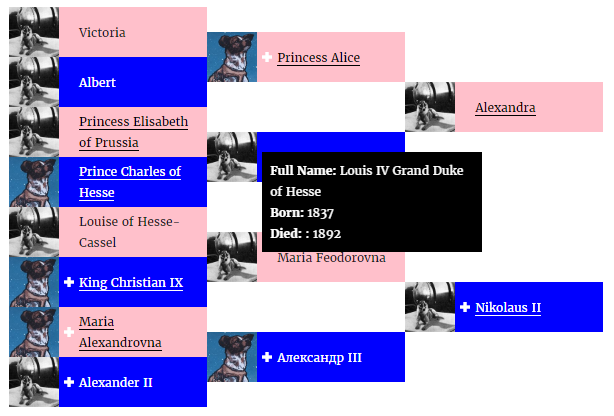 Victoria
Albert
Princess Elisabeth
of Prussia
Prince Charles of
Hesse
Louise of Hesse-
Cassel
King Christian IX
Maria
Alexandrovna
Alexander II
Princess Alice
Full Name: Louis IV Grand Duke
of Hesse
Born: 1837
Died: : 1892
Maria Feodorovna
Александр III
Alexandra
Nikolaus II